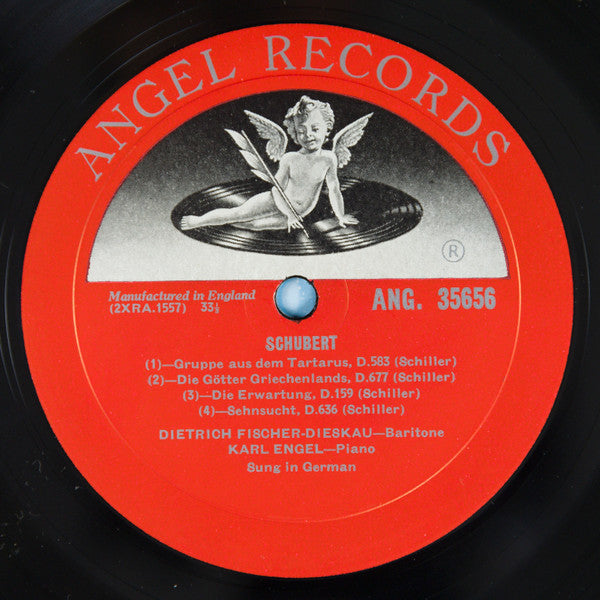 ANGEL RECORDS
®
Manufactured in England
(2XRA.1557) 33⅓
ANG. 35656
SCHUBERT
(1)—Gruppe aus dem Tartarus, D.583 (Schiller)
(2)—Die Götter Griechenlands, D.677 (Schiller)
(3)—Die Erwartung, D.159 (Schiller)
(4)—Sehnsucht, D.636 (Schiller)
DIETRICH FISCHER-DIESKAU—Baritone
KARL ENGEL—Piano
Sung in German